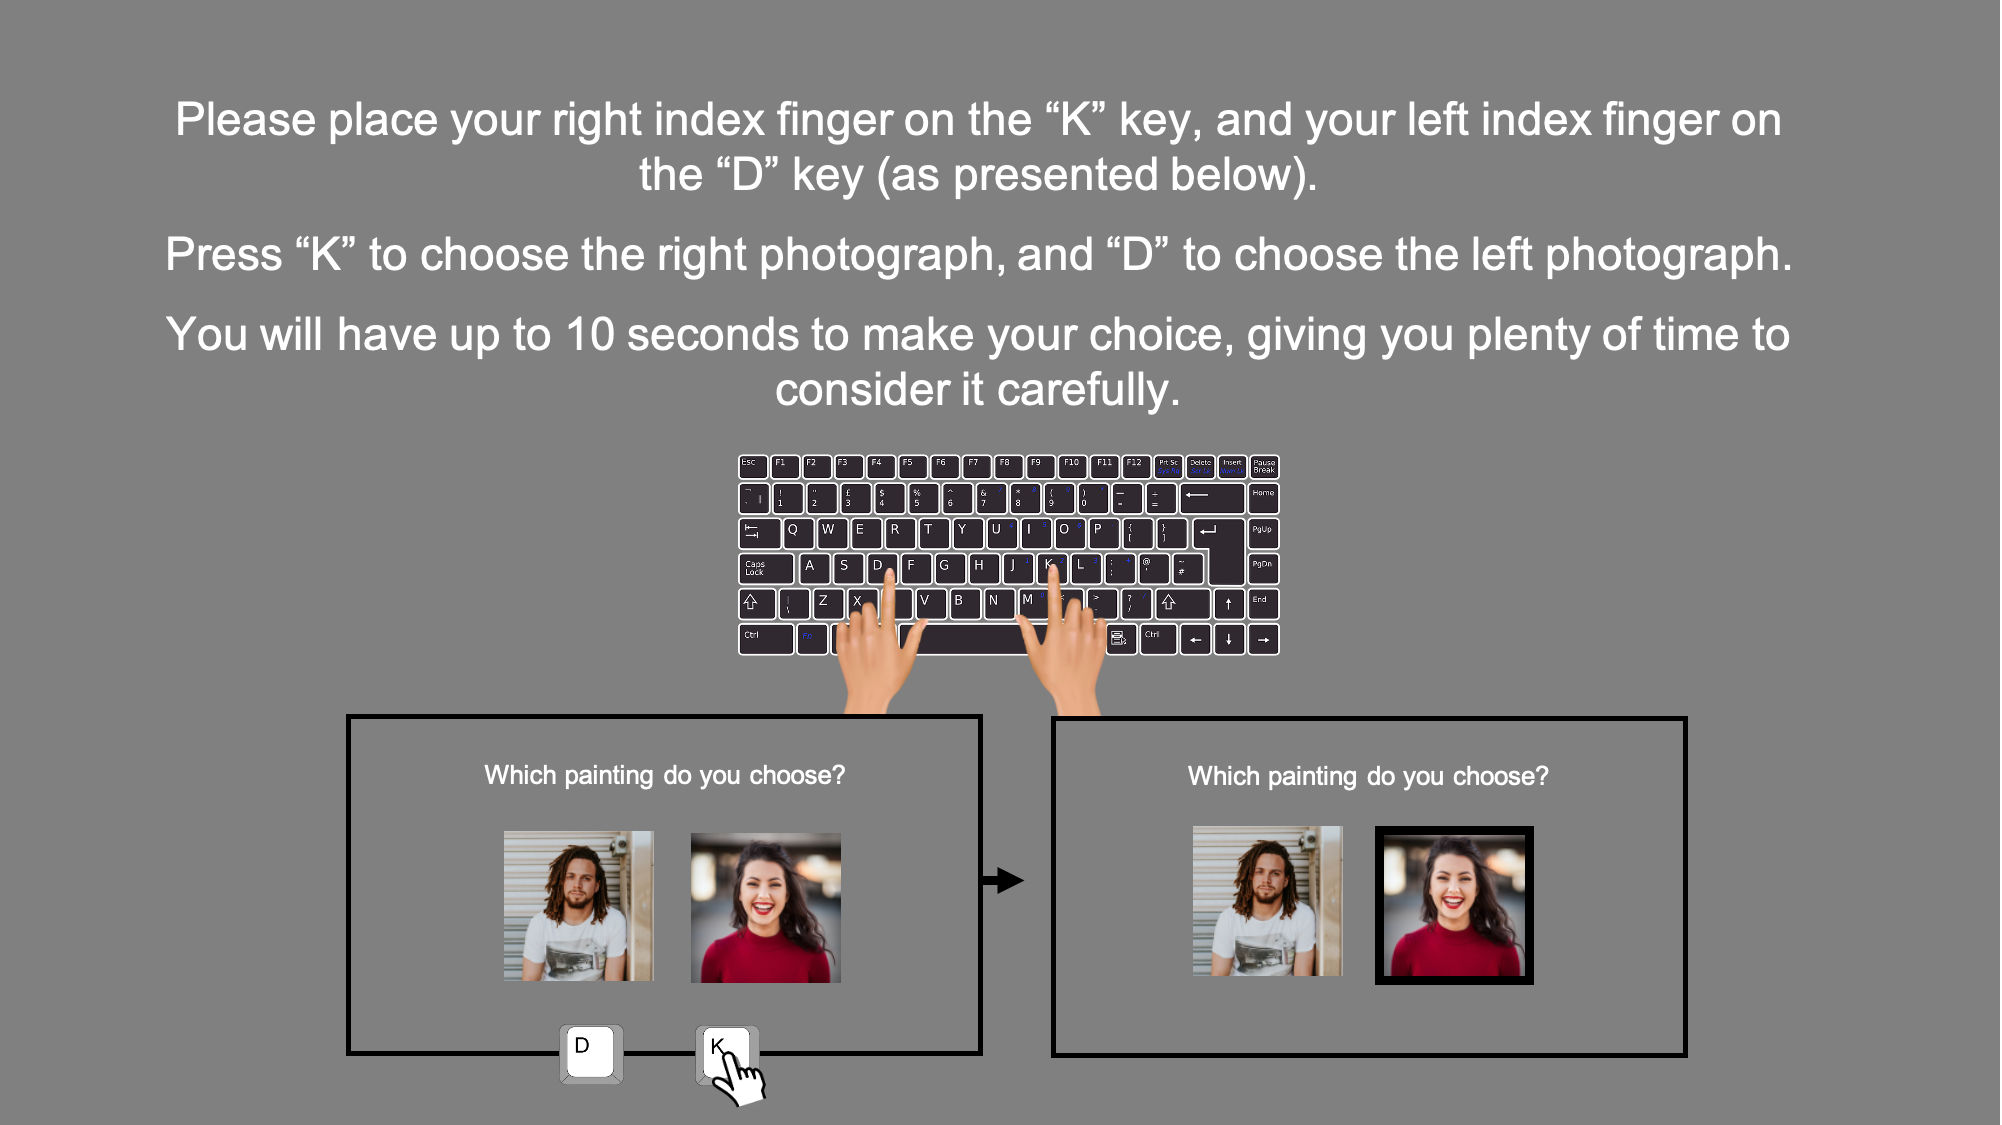 Please place your right index finger on the “K” key, and your left index finger on
the “D” key (as presented below).
Press “K” to choose the right photograph, and “D” to choose the left photograph.
You will have up to 10 seconds to make your choice, giving you plenty of time to
consider it carefully.
Esc F1 F2 F3 F4 F5 F6 F7 F8 F9 F10 F11 F12 Prt Sc Delete Insert Pause Break
! 1 " 2 £ 3 $ 4 % 5 ^ 6 & 7 * 8 ( 9 ) 0 — - + = Home
Q W E R T Y U I O P { [ } ] PgUp
Caps Lock A S D F G H J K L : ; @ ' ~ # PgDn
| \ Z X V B N M > . ? / End
Ctrl Fn Ctrl
Which painting do you choose?
D K
Which painting do you choose?